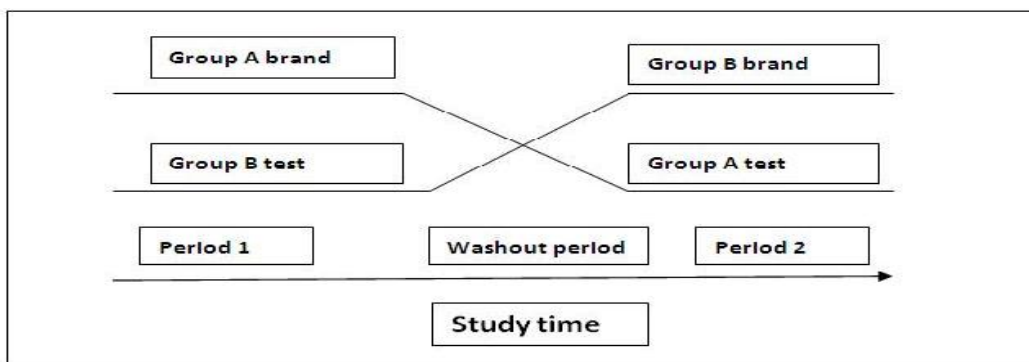 Group A brand
Group B brand
Group B test
Group A test
Period 1
Washout period
Period 2
Study time